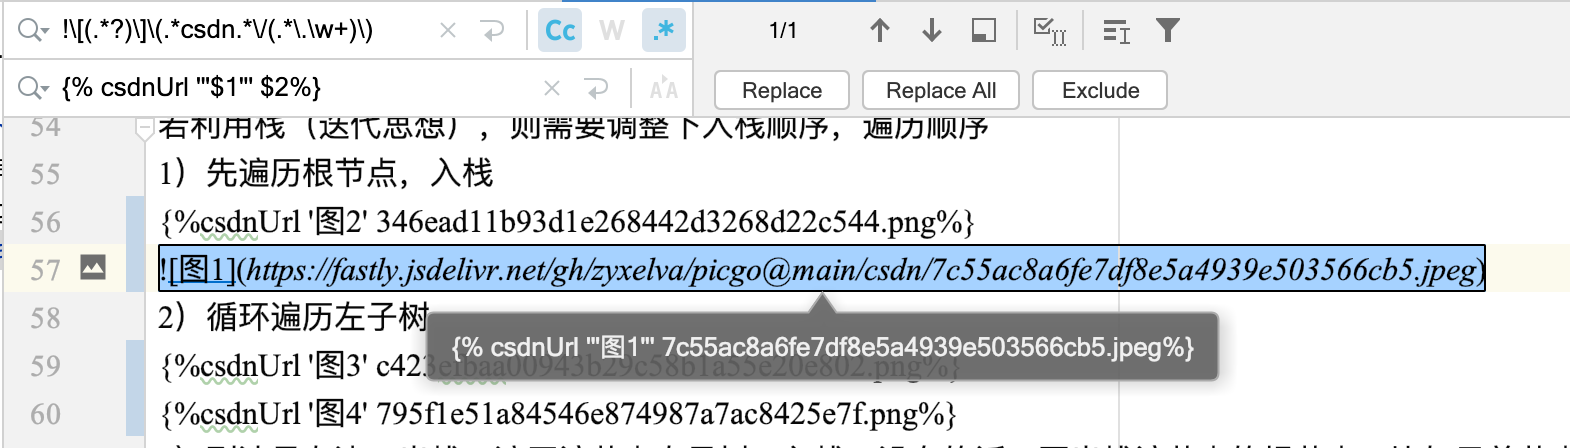 !\[(.*?)\]\(.*csdn.*\/(.*\.\w+)\)
Cc W .* 1/1
{% csdnUrl '"$1"' $2%}
Replace Replace All Exclude
54 若利用栈（迭代思想），则需要调整下入栈顺序，遍历顺序
55 1）先遍历根节点，入栈
56 {%csdnUrl '图2' 346ead11b93d1e268442d3268d22c544.png%}
57 ![图1](https://fastly.jsdelivr.net/gh/zyxelva/picgo@main/csdn/7c55ac8a6fe7df8e5a4939e503566cb5.jpeg)
58 2）循环遍历左子树
{% csdnUrl '"图1"' 7c55ac8a6fe7df8e5a4939e503566cb5.jpeg%}
59 {%csdnUrl '图3' c423efbaa00943b29c58b1a55e20e802.png%}
60 {%csdnUrl '图4' 795f1e51a84546e874987a7ac8425e7f.png%}